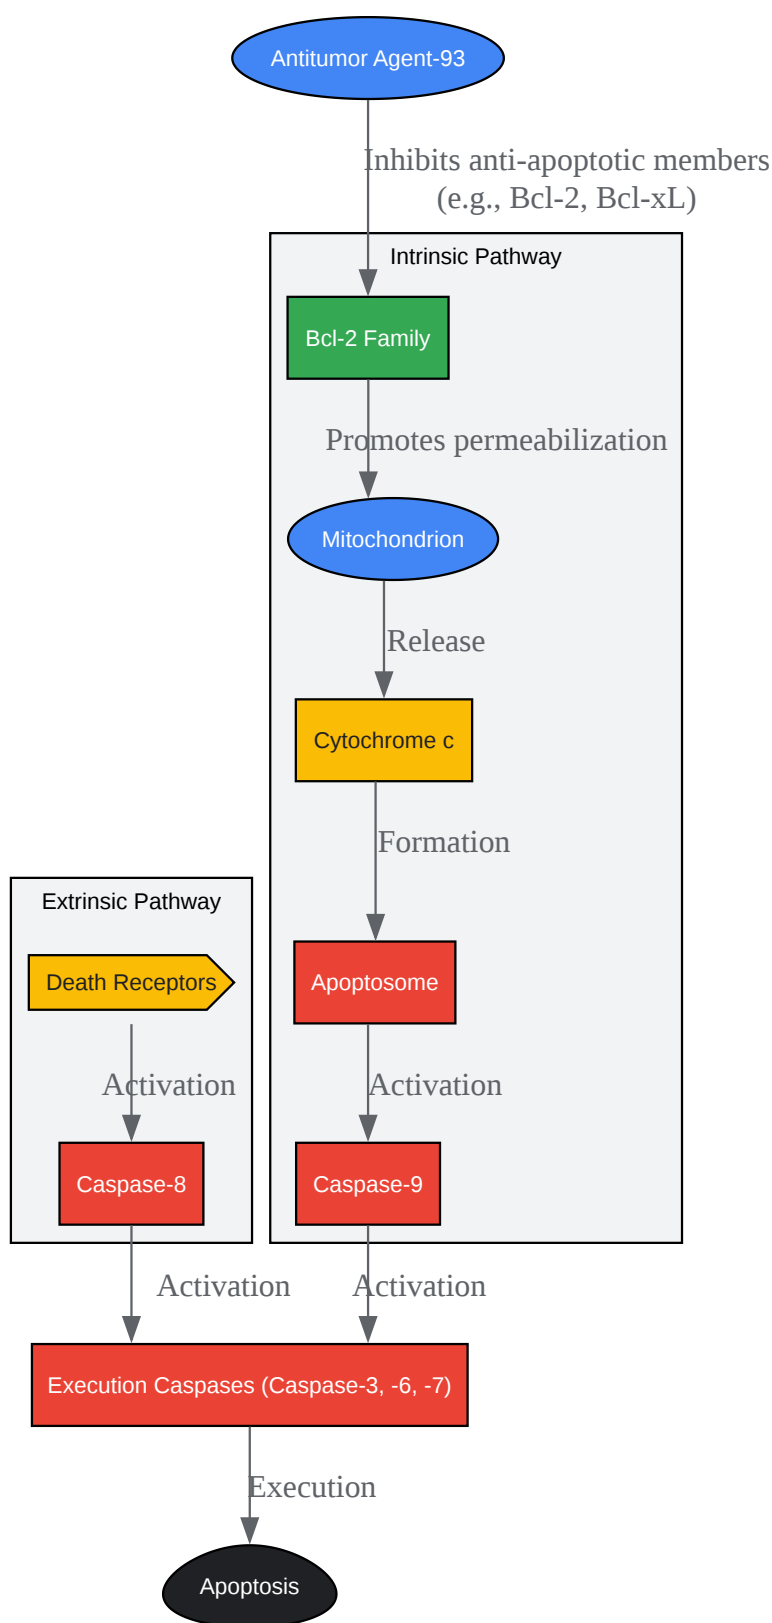 Antitumor Agent-93
Inhibits anti-apoptotic members
(e.g., Bcl-2, Bcl-xL)
Intrinsic Pathway
Bcl-2 Family
Promotes permeabilization
Mitochondrion
Release
Cytochrome c
Formation
Extrinsic Pathway
Death Receptors
Apoptosome
Activation
Activation
Caspase-8
Caspase-9
Activation
Activation
Execution Caspases (Caspase-3, -6, -7)
Execution
Apoptosis